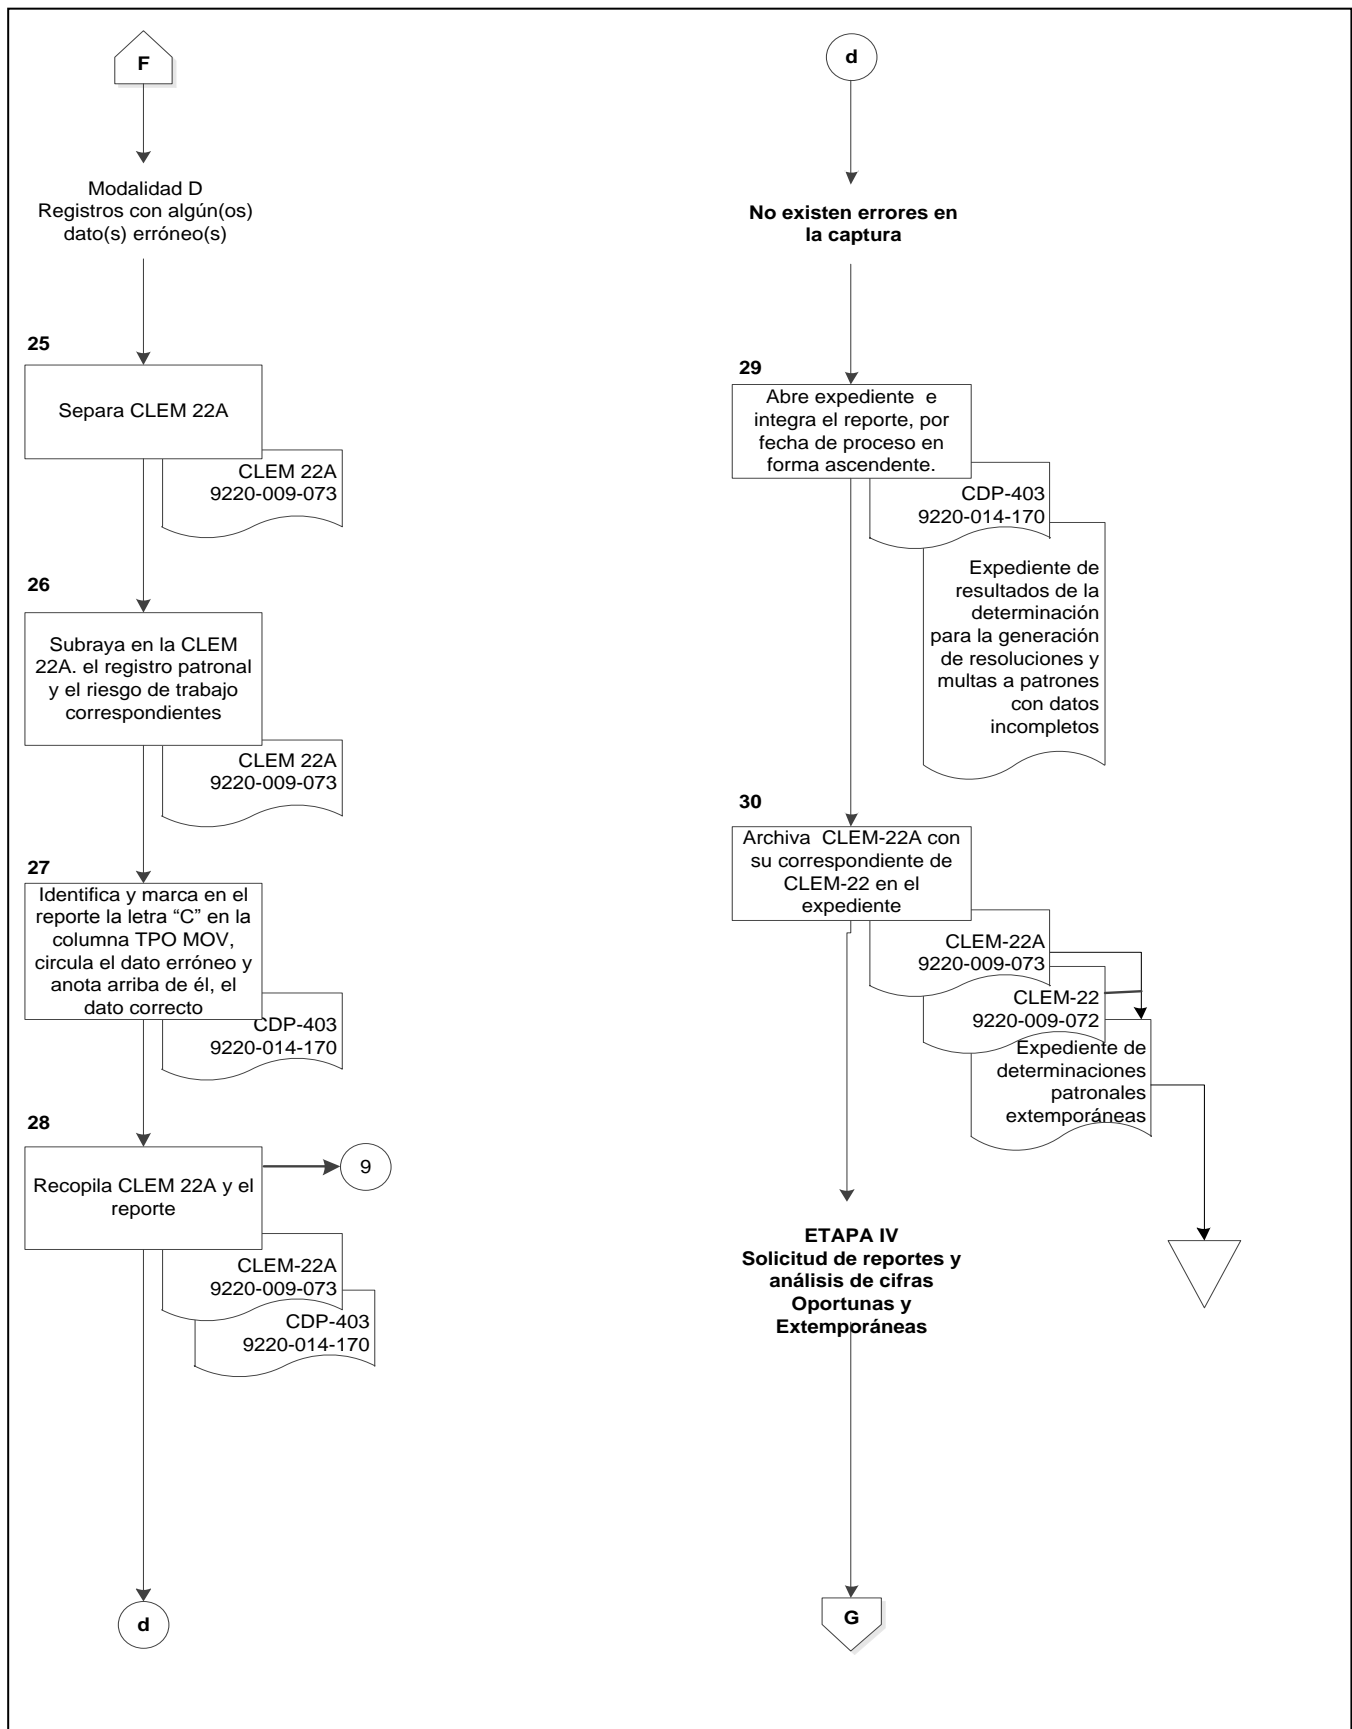 F
Modalidad D
Registros con algún(os)
dato(s) erróneo(s)
25
Separa CLEM 22A
CLEM 22A
9220-009-073
26
Subraya en la CLEM
22A. el registro patronal
y el riesgo de trabajo
correspondientes
CLEM 22A
9220-009-073
27
Identifica y marca en el
reporte la letra “C” en la
columna TPO MOV,
circula el dato erróneo y
anota arriba de él, el
dato correcto
CDP-403
9220-014-170
28
Recopila CLEM 22A y el
reporte
9
CLEM-22A
9220-009-073
CDP-403
9220-014-170
d
d
No existen errores en
la captura
29
Abre expediente e
integra el reporte, por
fecha de proceso en
forma ascendente.
CDP-403
9220-014-170
Expediente de
resultados de la
determinación
para la generación
de resoluciones y
multas a patrones
con datos
incompletos
30
Archiva CLEM-22A con
su correspondiente de
CLEM-22 en el
expediente
CLEM-22A
9220-009-073
CLEM-22
9220-009-072
Expediente de
determinaciones
patronales
extemporáneas
ETAPA IV
Solicitud de reportes y
análisis de cifras
Oportunas y
Extemporáneas
G